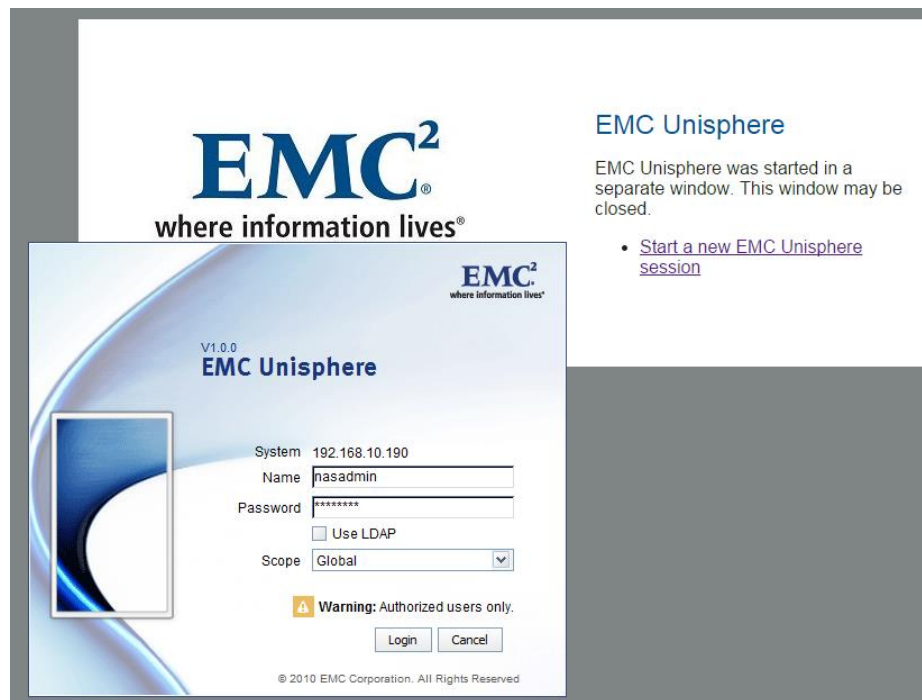 EMC²®
where information lives®
EMC Unisphere
EMC Unisphere was started in a
separate window. This window may be
closed.
• Start a new EMC Unisphere
session
EMC²
where information lives®
V1.0.0
EMC Unisphere
System 192.168.10.190
Name nasadmin
Password ********
Use LDAP
Scope Global
Warning: Authorized users only.
Login Cancel
© 2010 EMC Corporation. All Rights Reserved